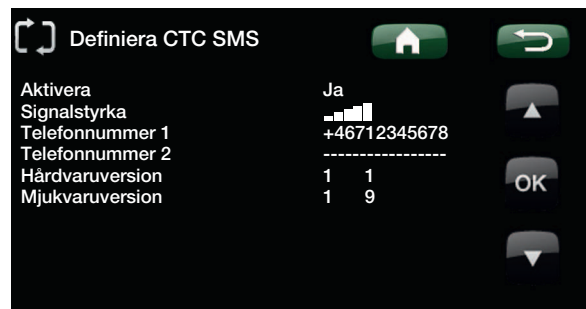 Definiera CTC SMS
Aktivera Ja
Signalstyrka
Telefonnummer 1 +46712345678
Telefonnummer 2 -----------------
Hårdvaruversion 1 1
Mjukvaruversion 1 9
OK